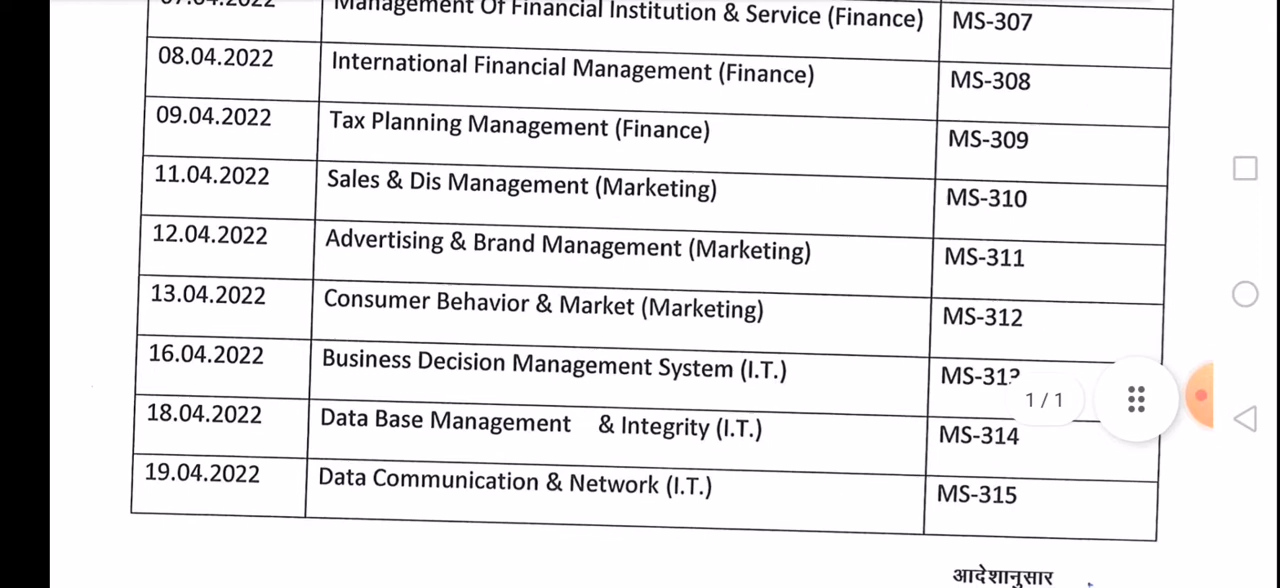 Management Of Financial Institution & Service (Finance) MS-307
08.04.2022 International Financial Management (Finance) MS-308
09.04.2022 Tax Planning Management (Finance) MS-309
11.04.2022 Sales & Dis Management (Marketing) MS-310
12.04.2022 Advertising & Brand Management (Marketing) MS-311
13.04.2022 Consumer Behavior & Market (Marketing) MS-312
16.04.2022 Business Decision Management System (I.T.)
1 / 1
18.04.2022 Data Base Management & Integrity (I.T.) MS-314
19.04.2022 Data Communication & Network (I.T.) MS-315
आदेशानुसार